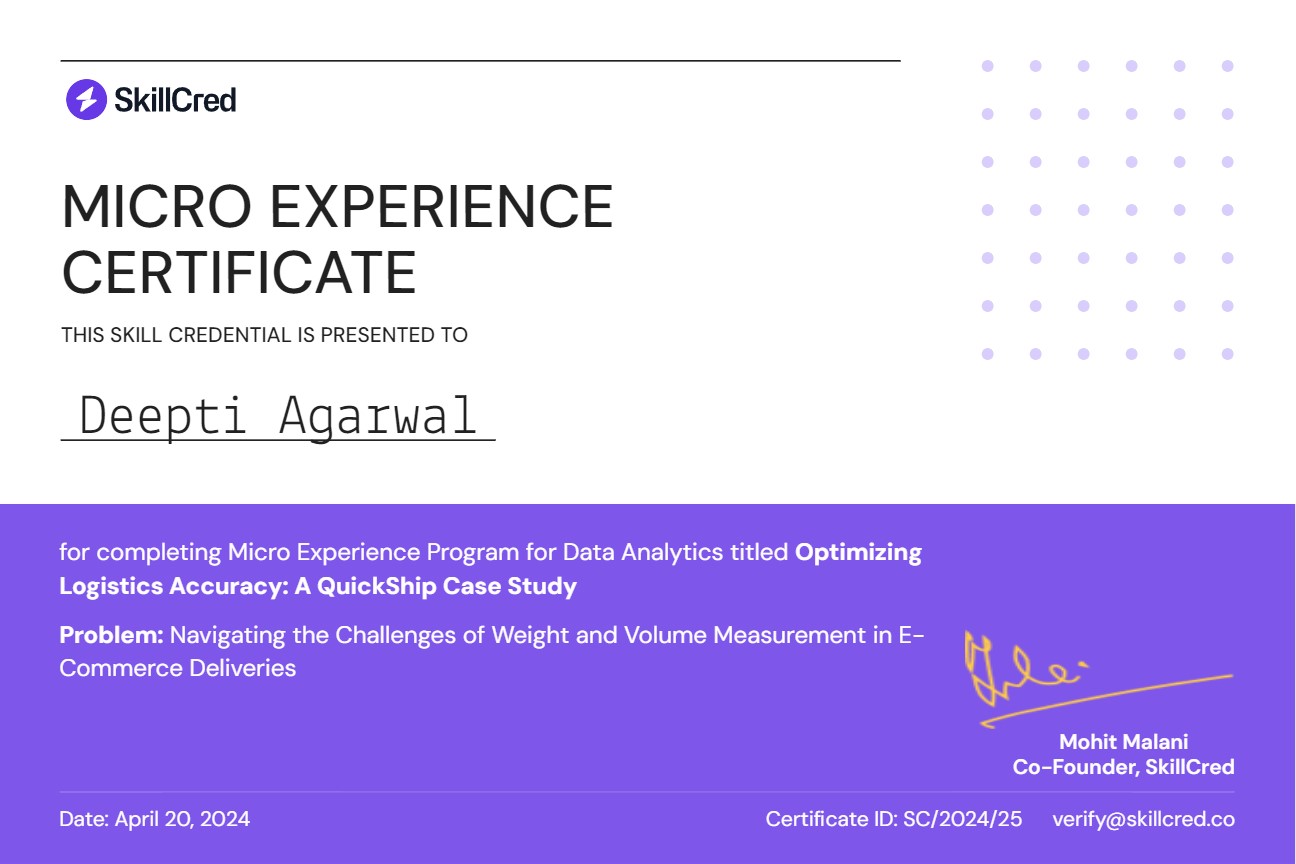 SkillCred
MICRO EXPERIENCE
CERTIFICATE
THIS SKILL CREDENTIAL IS PRESENTED TO
Deepti Agarwal
for completing Micro Experience Program for Data Analytics titled Optimizing
Logistics Accuracy: A QuickShip Case Study
Problem: Navigating the Challenges of Weight and Volume Measurement in E-
Commerce Deliveries
Mohit Malani
Co-Founder, SkillCred
Date: April 20, 2024
Certificate ID: SC/2024/25 verify@skillcred.co